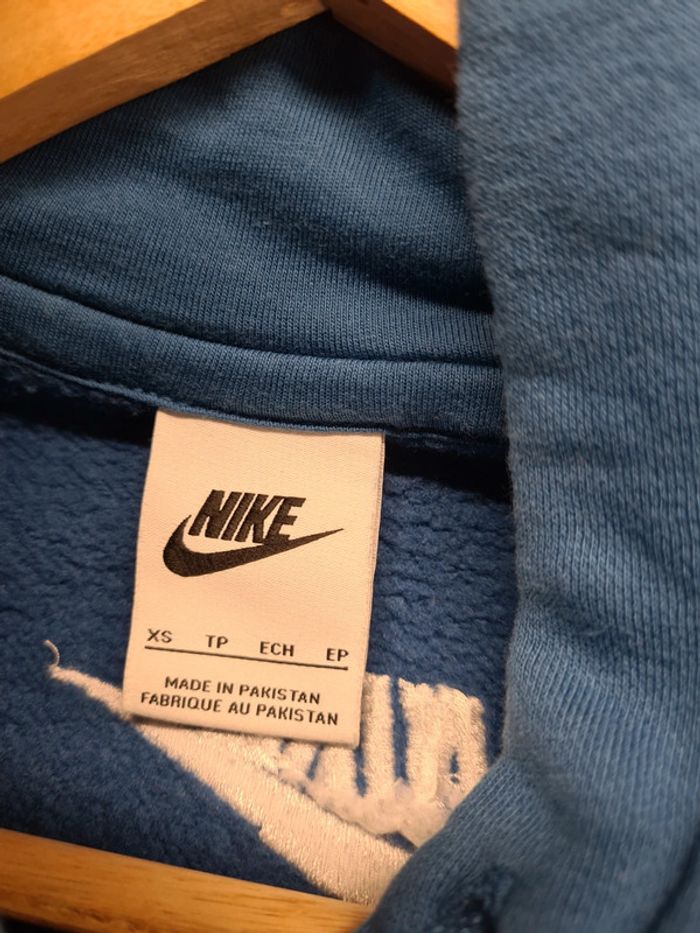 NIKE
XS TP ECH EP
MADE IN PAKISTAN
FABRIQUE AU PAKISTAN